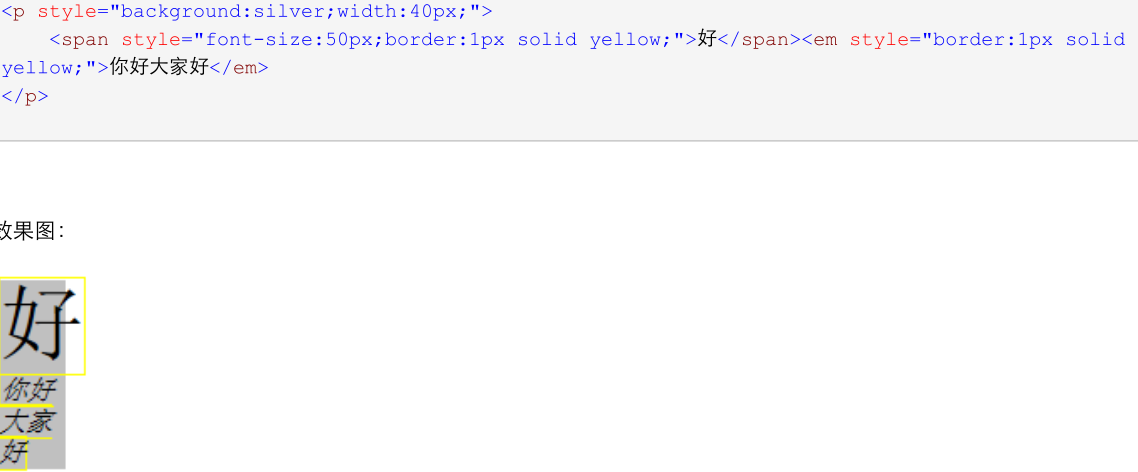 <p style="background:silver;width:40px;">
    <span style="font-size:50px;border:1px solid yellow;">好</span><em style="border:1px solid
yellow;">你好大家好</em>
</p>
效果图：
好
你好
大家
好